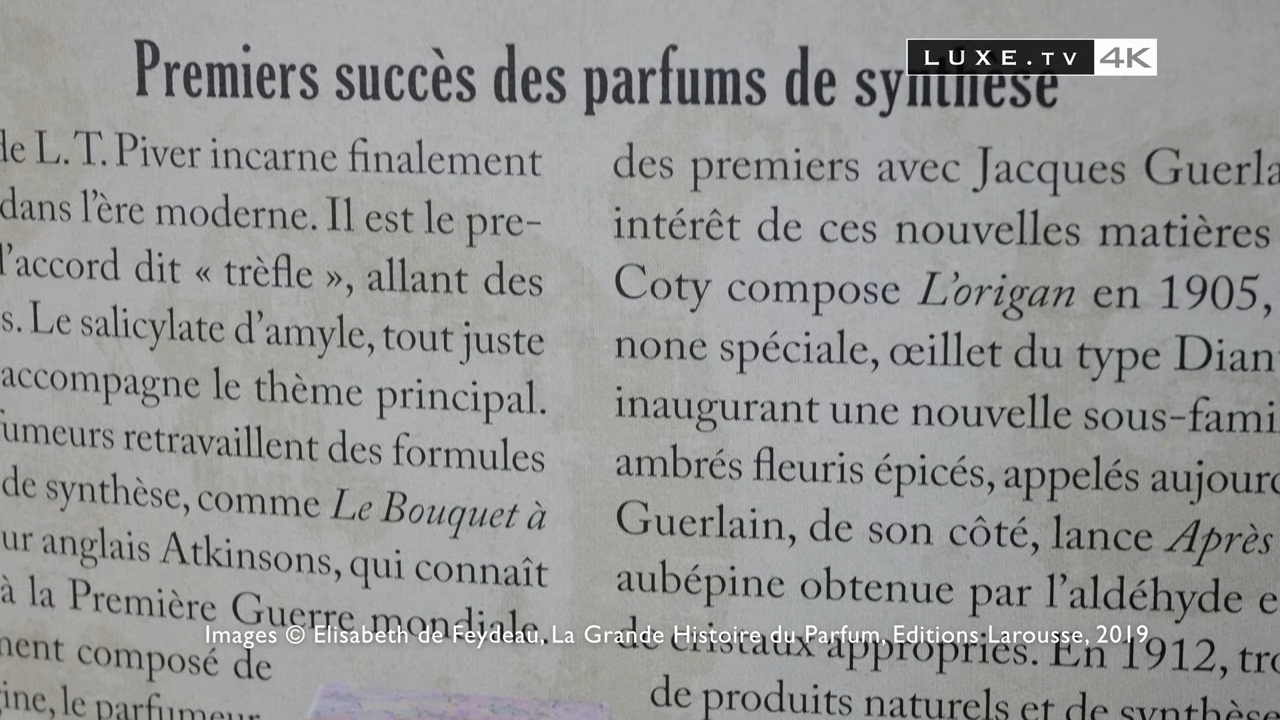 LUXE.TV 4K
Premiers succès des parfums de synthèse
de L. T. Piver incarne finalement
dans l'ère moderne. Il est le pre-
l'accord dit « trèfle », allant des
s. Le salicylate d'amyle, tout juste
accompagne le thème principal.
umeurs retravaillent des formules
de synthèse, comme Le Bouquet à
ur anglais Atkinsons, qui connaît
à la Première Guerre mondiale.
ment composé de
ine, le parfumeur
des premiers avec Jacques Guerla
intérêt de ces nouvelles matières
Coty compose L'origan en 1905,
none spéciale, œillet du type Dian
inaugurant une nouvelle sous-fami
ambrés fleuris épicés, appelés aujourd
Guerlain, de son côté, lance Après
aubépine obtenue par l'aldéhyde
de cristaux appropriés. En 1912, tro
de produits naturels et de synthèse
Images © Elisabeth de Feydeau, La Grande Histoire du Parfum, Editions Larousse, 2019